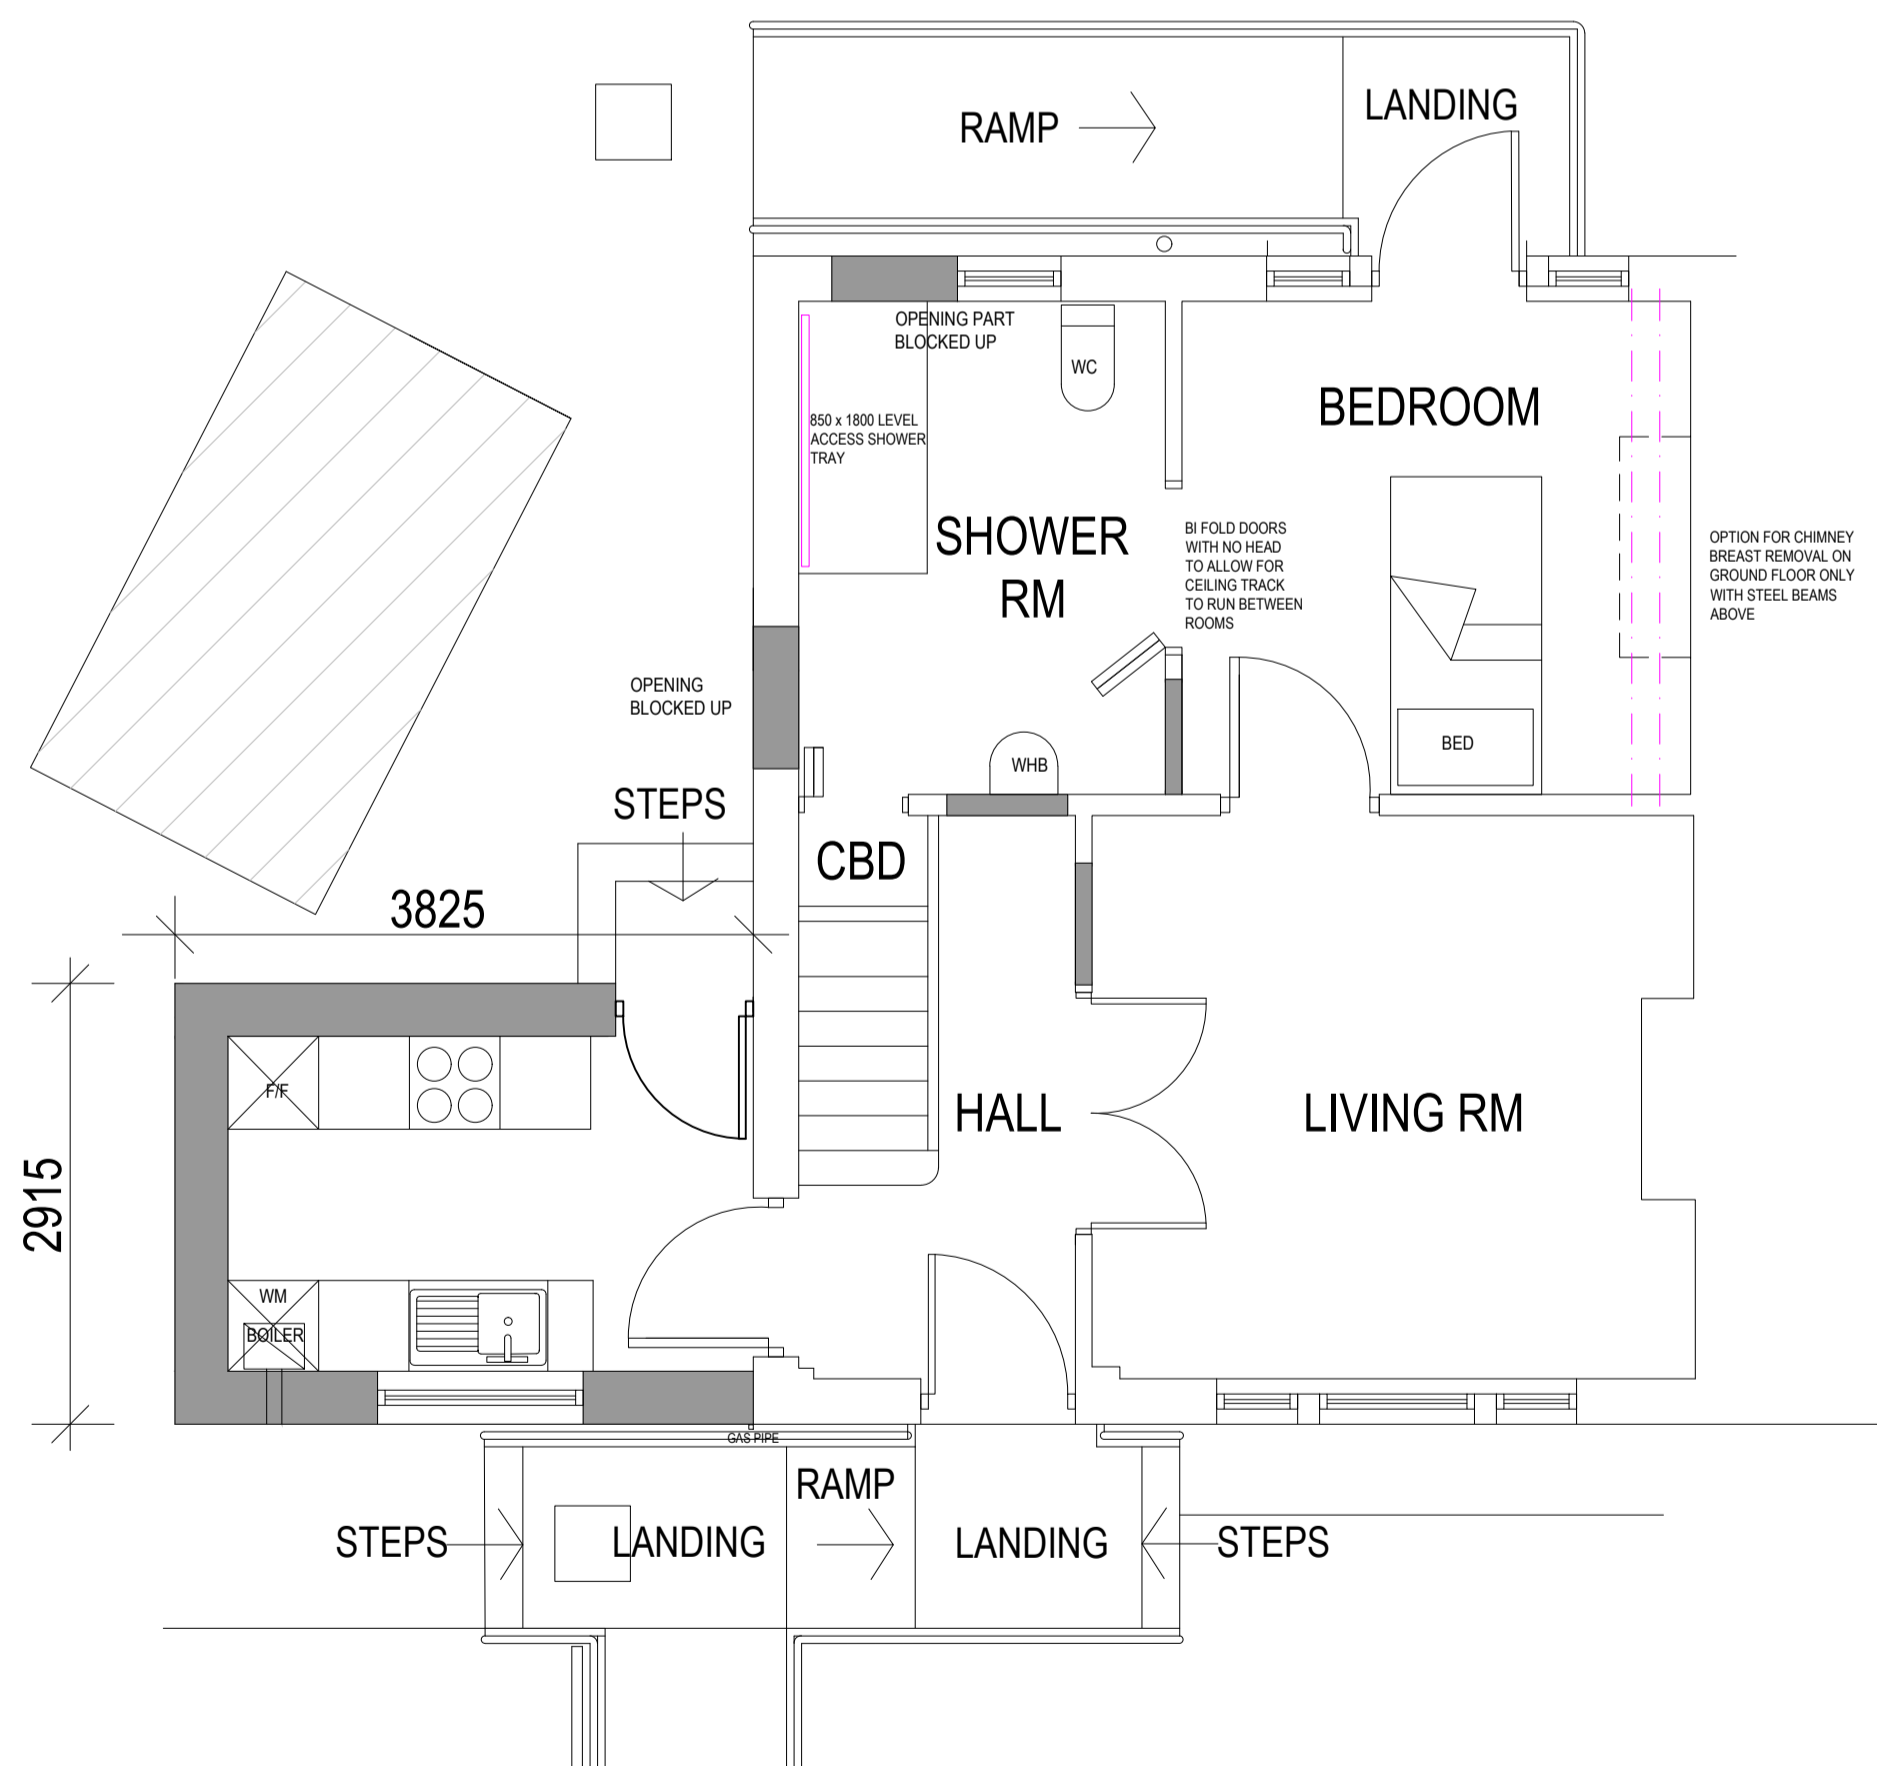 RAMP
LANDING
OPENING PART
BLOCKED UP
WC
850 x 1800 LEVEL
ACCESS SHOWER
TRAY
BEDROOM
SHOWER
RM
BI FOLD DOORS
WITH NO HEAD
TO ALLOW FOR
CEILING TRACK
TO RUN BETWEEN
ROOMS
OPTION FOR CHIMNEY
BREAST REMOVAL ON
GROUND FLOOR ONLY
WITH STEEL BEAMS
ABOVE
OPENING
BLOCKED UP
BED
WHB
STEPS
CBD
3825
F/F
HALL
LIVING RM
2915
WM
BOILER
GAS PIPE
RAMP
STEPS
LANDING
LANDING
STEPS